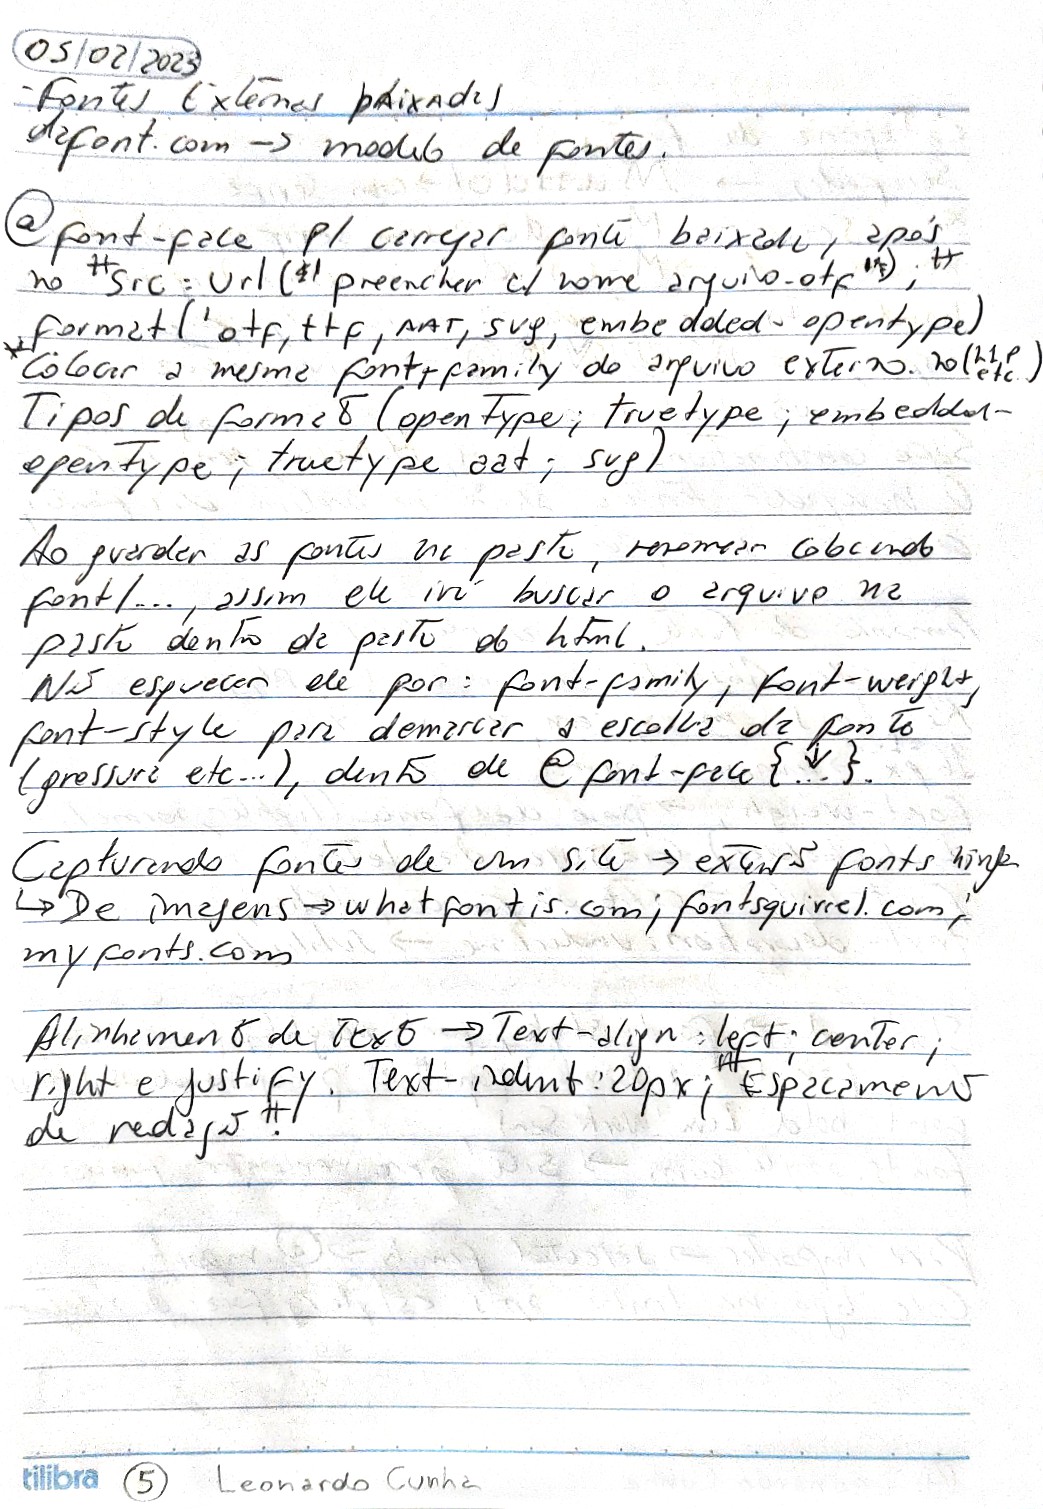 05/02/2023
-Fontes Externas baixadas
dafont.com → modelo de fontes.
@font-face p/ carregar fonte baixada, após
no "src: url(" preencher c/ nome arquivo.otf ");"
format('otf, ttf, AAT, svg, embedded-opentype)
*Colocar a mesma font-family do arquivo externo. no (h1, p etc.)
Tipos de formato (openType; truetype; embedded-
openType; truetype aat; svg)
Ao guardar as fontes na pasta, renomear colocando
font/..., assim ele irá buscar o arquivo na
pasta dentro da pasta do html.
Não esquecer de por: font-family, font-weight,
font-style para demarcar a escolha da fonte
(grossura etc...), dento de @font-face {...}.
Capturando fontes de um site → extensão fonts ninja
↳ De imagens → whatfontis.com; fontsquirrel.com;
myfonts.com
Alinhamento de texto → Text-align: left; center;
right e justify. Text-indent: 20px; "Espacamento
de redação".
tilibra 5 Leonardo Cunha